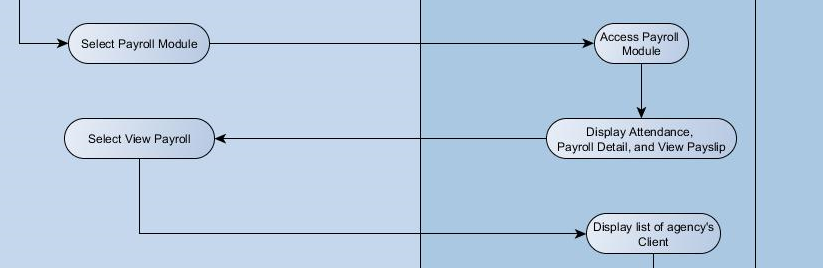 Select Payroll Module
Access Payroll
Module
Select View Payroll
Display Attendance,
Payroll Detail, and View Payslip
Display list of agency's
Client